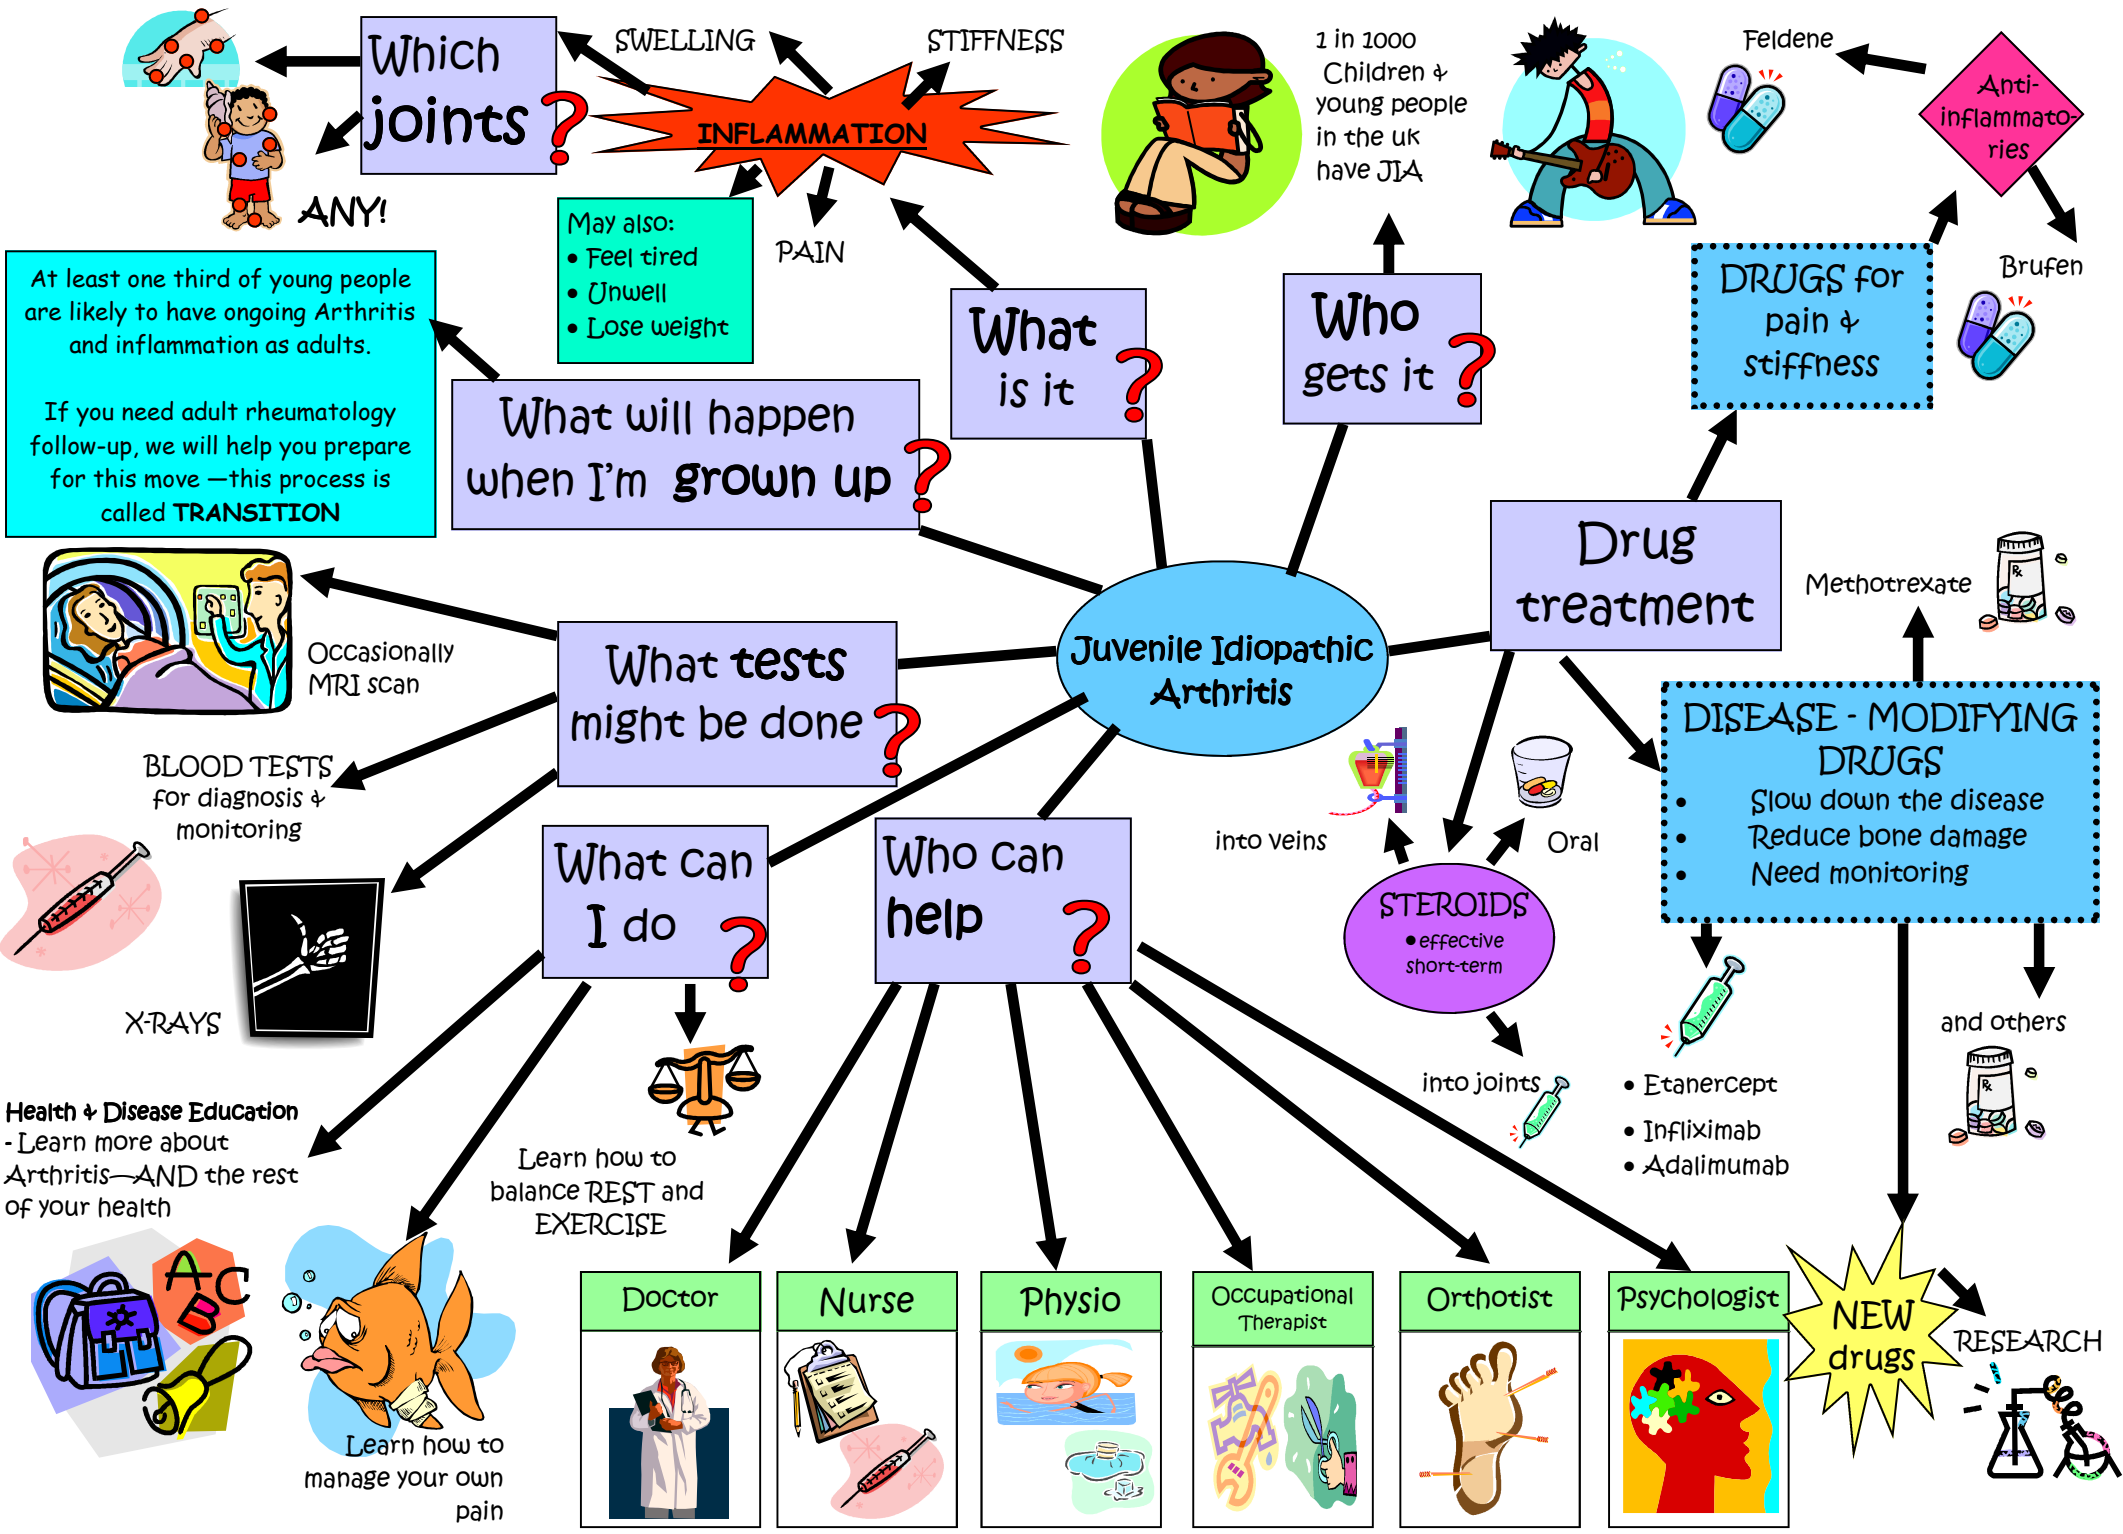 Which
joints?
ANY!
SWELLING
STIFFNESS
INFLAMMATION
PAIN
May also:
• Feel tired
• Unwell
• Lose weight
1 in 1000
Children &
young people
in the uk
have JIA
Feldene
Anti-
inflammato-
ries
Brufen
DRUGS for
pain &
stiffness
At least one third of young people
are likely to have ongoing Arthritis
and inflammation as adults.
If you need adult rheumatology
follow-up, we will help you prepare
for this move —this process is
called TRANSITION
What will happen
when I'm grown up?
What
is it?
Who
gets it?
Drug
treatment
Methotrexate
Rx
Juvenile Idiopathic
Arthritis
What tests
might be done?
Occasionally
MRI scan
BLOOD TESTS
for diagnosis &
monitoring
X-RAYS
DISEASE - MODIFYING
DRUGS
• Slow down the disease
• Reduce bone damage
• Need monitoring
into veins
Oral
STEROIDS
• effective
short-term
into joints
• Etanercept
• Infliximab
• Adalimumab
and others
Rx
What can
I do?
Who can
help?
Health & Disease Education
- Learn more about
Arthritis—AND the rest
of your health
A B C
Learn how to
balance REST and
EXERCISE
Learn how to
manage your own
pain
Doctor
Nurse
Physio
Occupational
Therapist
Orthotist
Psychologist
NEW
drugs
RESEARCH